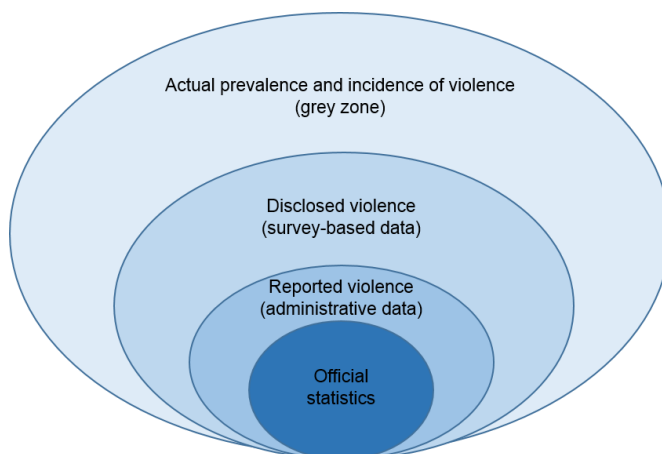 Actual prevalence and incidence of violence
(grey zone)
Disclosed violence
(survey-based data)
Reported violence
(administrative data)
Official
statistics